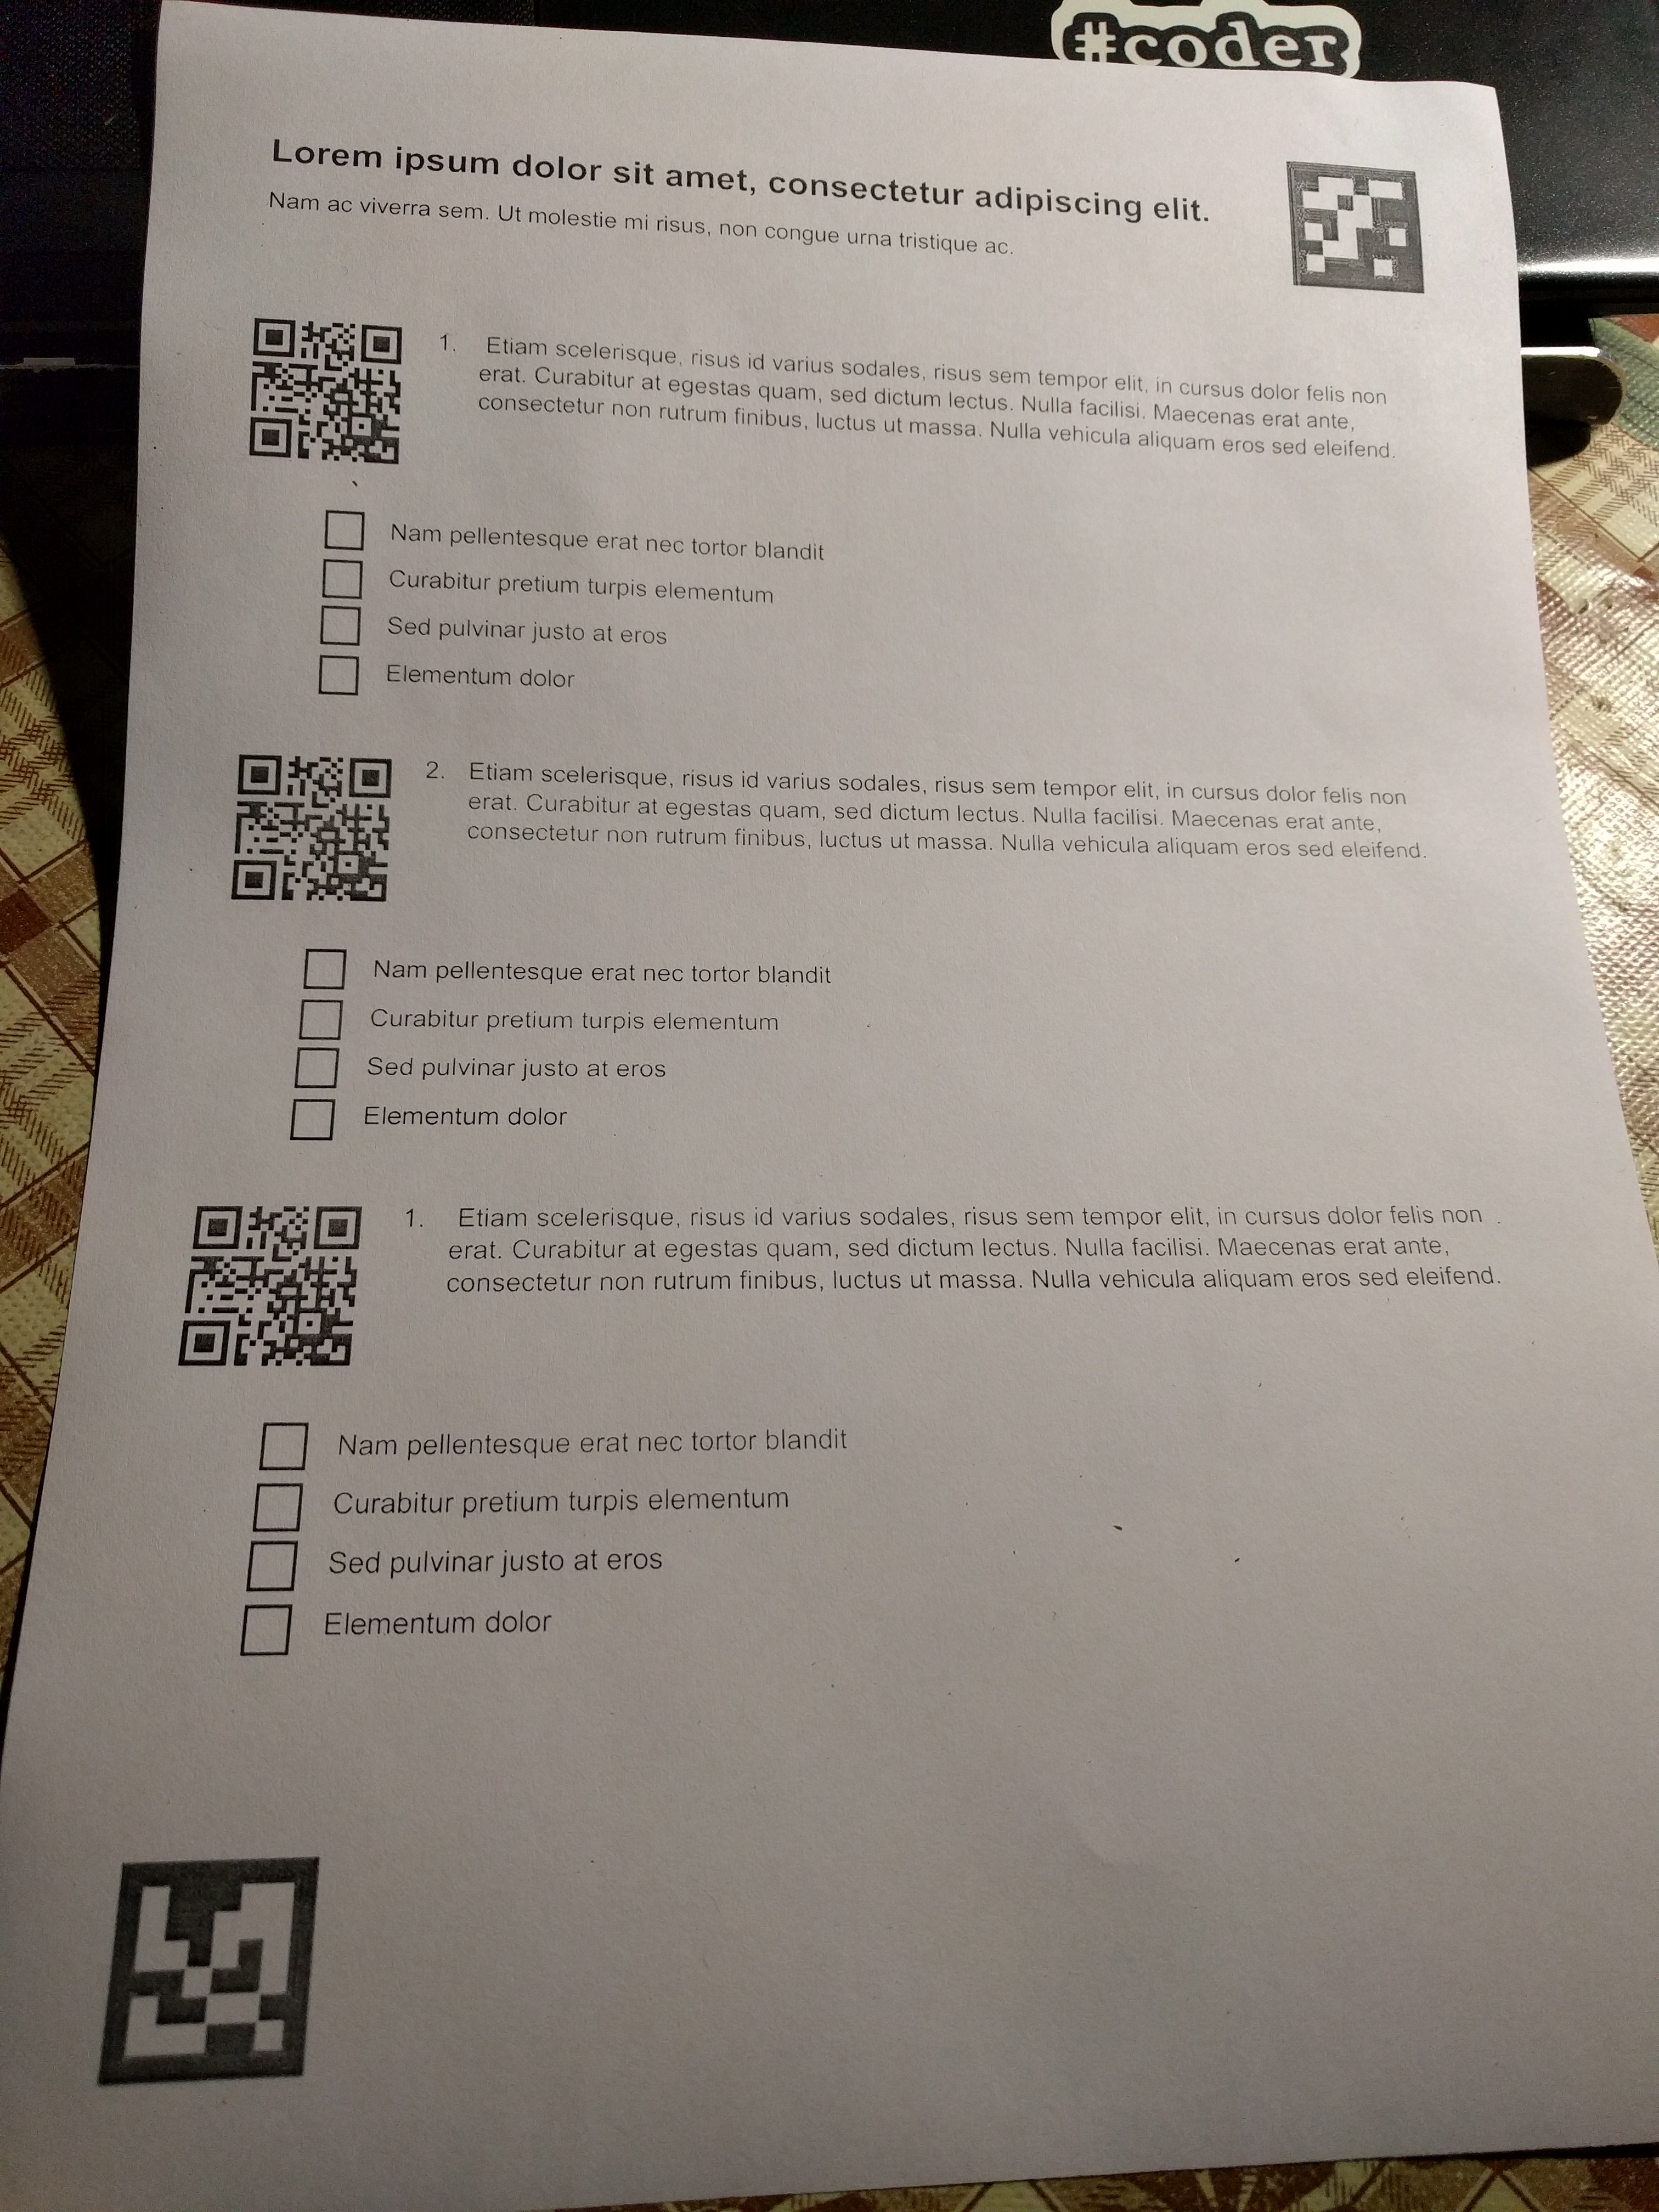 #coder
Lorem ipsum dolor sit amet, consectetur adipiscing elit.
Nam ac viverra sem. Ut molestie mi risus, non congue urna tristique ac.
1. Etiam scelerisque, risus id varius sodales, risus sem tempor elit, in cursus dolor felis non
erat. Curabitur at egestas quam, sed dictum lectus. Nulla facilisi. Maecenas erat ante,
consectetur non rutrum finibus, luctus ut massa. Nulla vehicula aliquam eros sed eleifend.
Nam pellentesque erat nec tortor blandit
Curabitur pretium turpis elementum
Sed pulvinar justo at eros
Elementum dolor
2. Etiam scelerisque, risus id varius sodales, risus sem tempor elit, in cursus dolor felis non
erat. Curabitur at egestas quam, sed dictum lectus. Nulla facilisi. Maecenas erat ante,
consectetur non rutrum finibus, luctus ut massa. Nulla vehicula aliquam eros sed eleifend.
Nam pellentesque erat nec tortor blandit
Curabitur pretium turpis elementum
Sed pulvinar justo at eros
Elementum dolor
1. Etiam scelerisque, risus id varius sodales, risus sem tempor elit, in cursus dolor felis non
erat. Curabitur at egestas quam, sed dictum lectus. Nulla facilisi. Maecenas erat ante,
consectetur non rutrum finibus, luctus ut massa. Nulla vehicula aliquam eros sed eleifend.
Nam pellentesque erat nec tortor blandit
Curabitur pretium turpis elementum
Sed pulvinar justo at eros
Elementum dolor